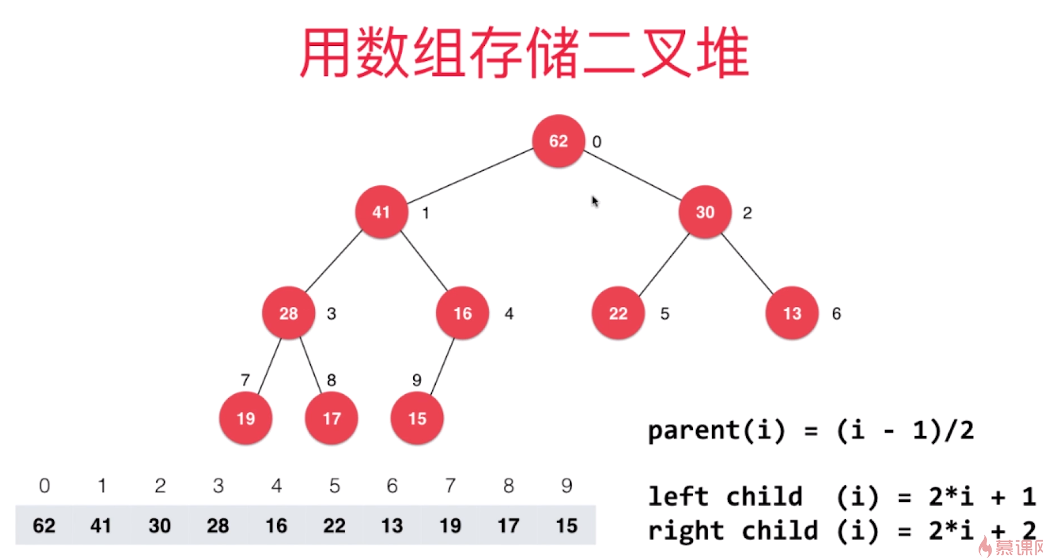 用数组存储二叉堆
62 0
41 1
30 2
28 3
16 4
22 5
13 6
7 8 9
19 17 15
parent(i) = (i - 1)/2
0 1 2 3 4 5 6 7 8 9
62 41 30 28 16 22 13 19 17 15
left child (i) = 2*i + 1
right child (i) = 2*i + 2
慕课网